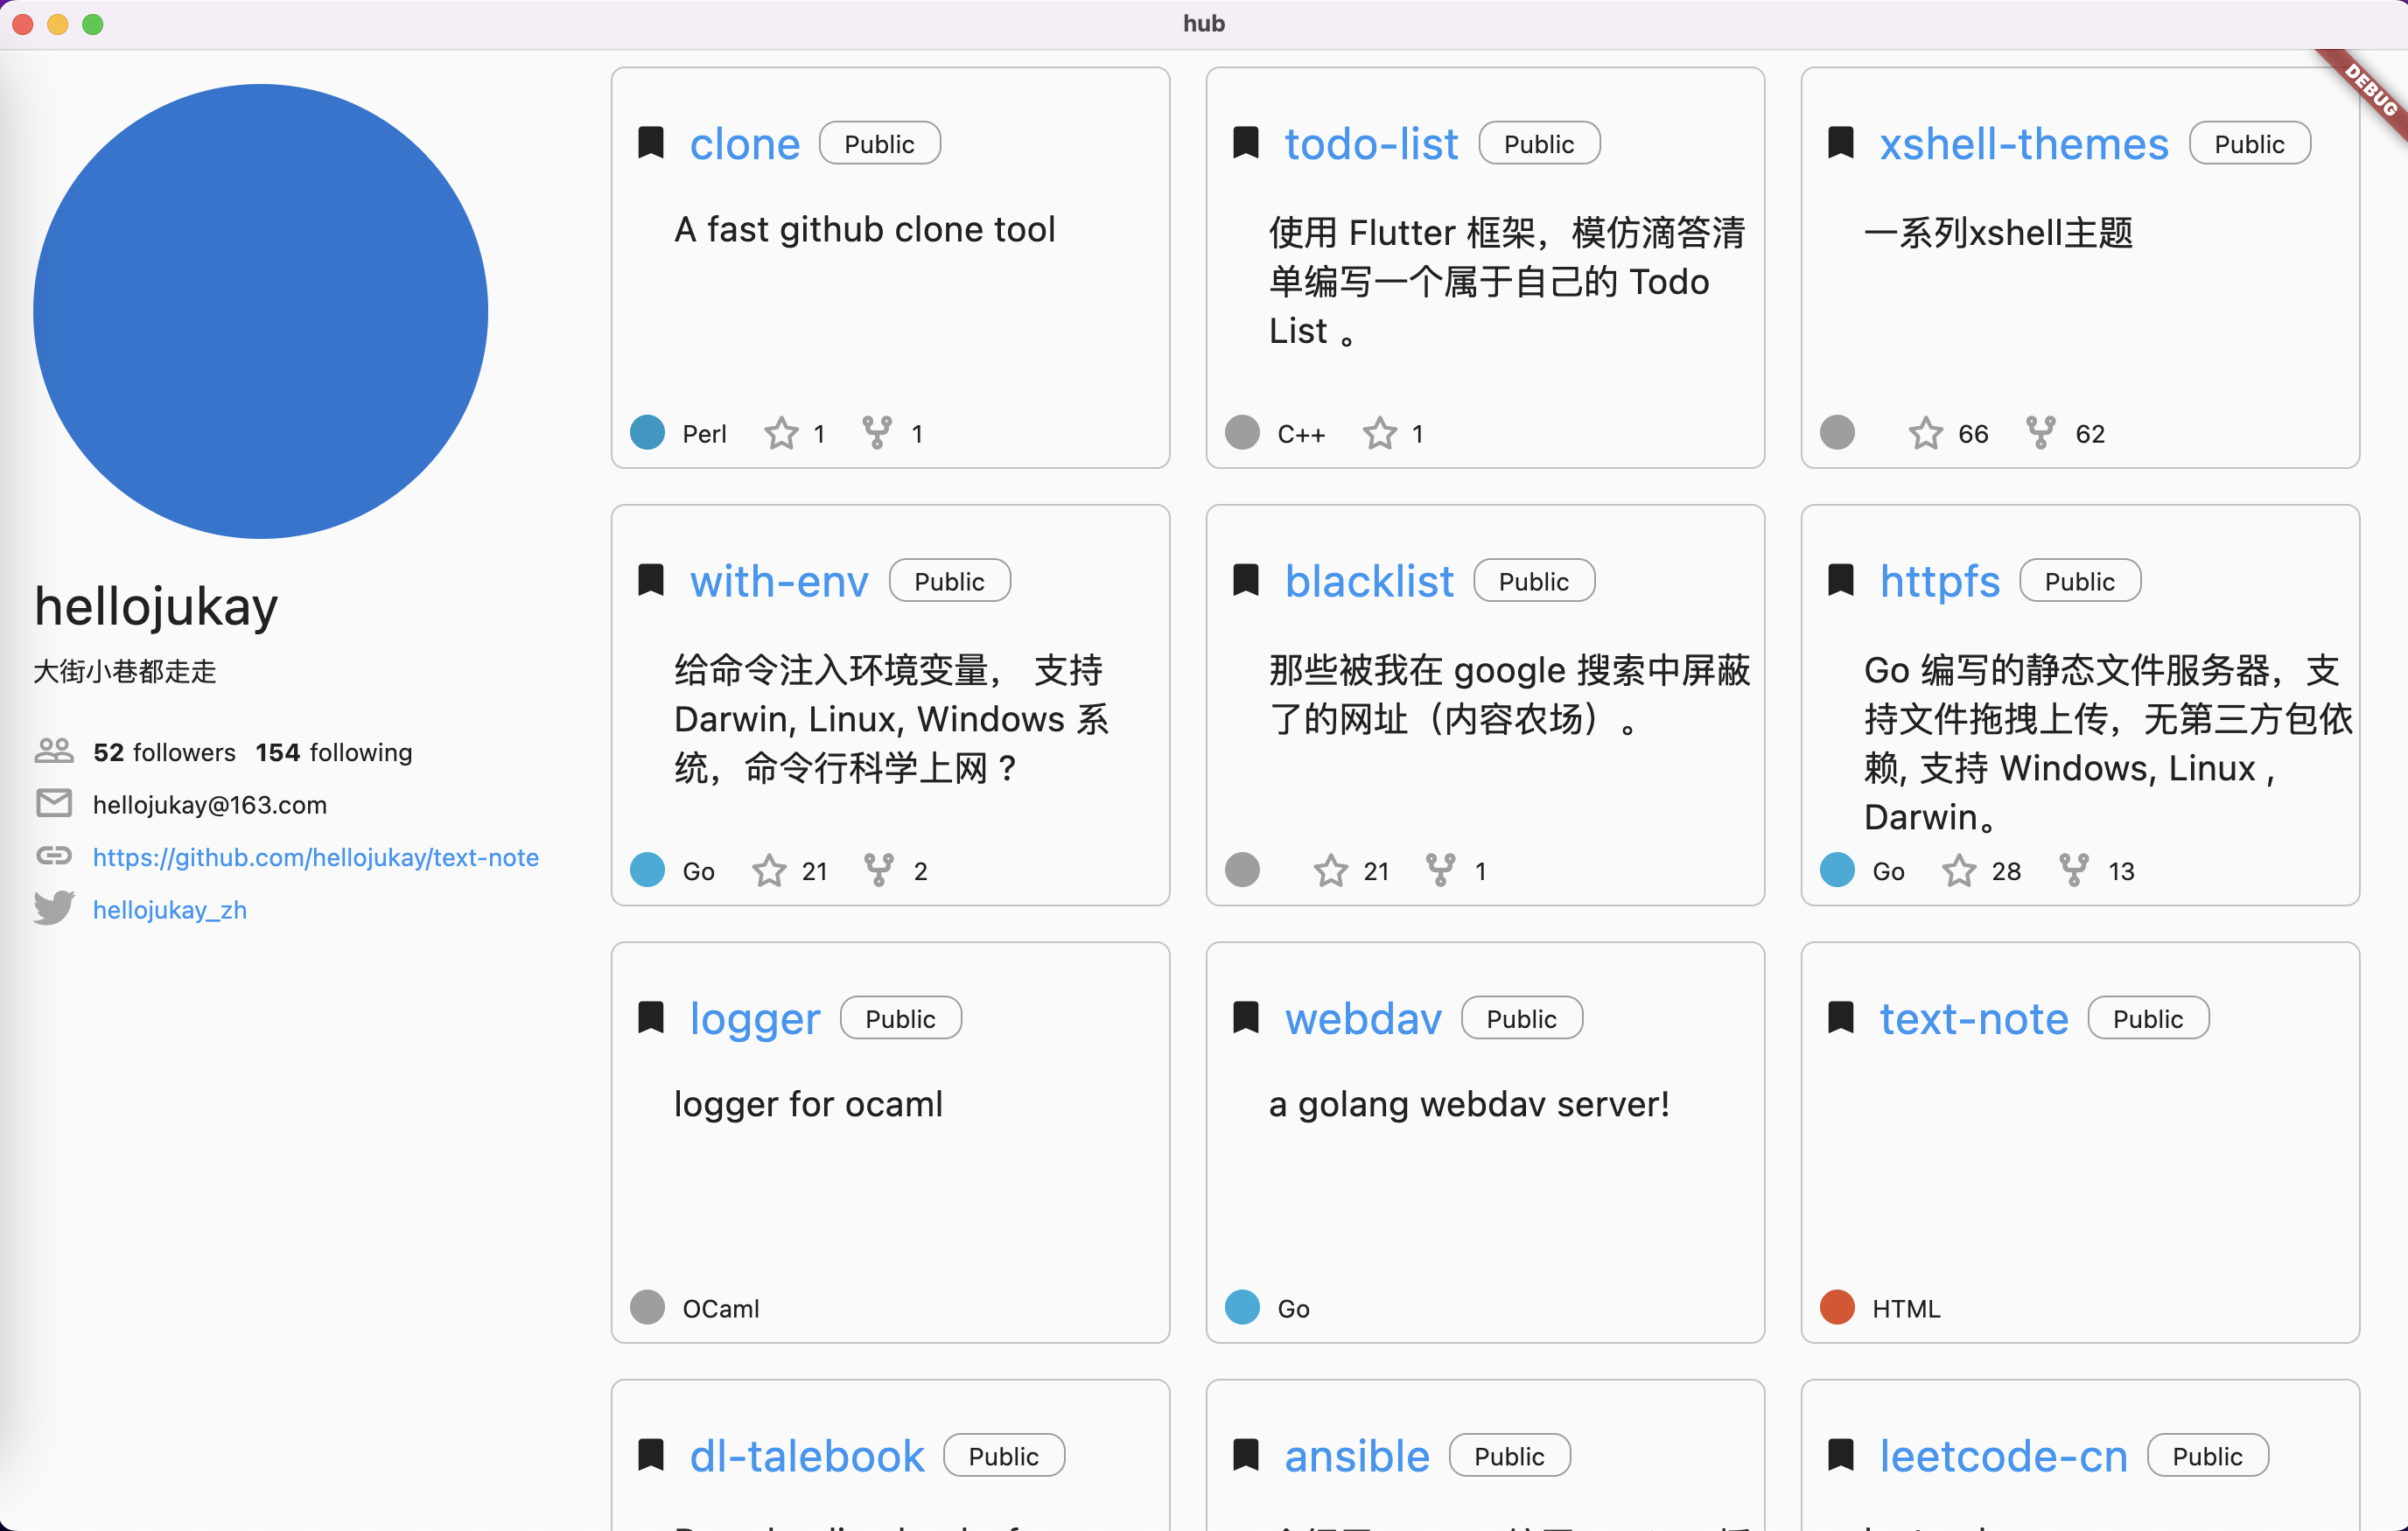 hub
DEBUG
hellojukay
大街小巷都走走
52 followers 154 following
hellojukay@163.com
https://github.com/hellojukay/text-note
hellojukay_zh
clone Public
A fast github clone tool
Perl 1 1
todo-list Public
使用 Flutter 框架，模仿滴答清
单编写一个属于自己的 Todo
List 。
C++ 1
xshell-themes Public
一系列xshell主题
66 62
with-env Public
给命令注入环境变量， 支持
Darwin, Linux, Windows 系
统，命令行科学上网 ?
Go 21 2
blacklist Public
那些被我在 google 搜索中屏蔽
了的网址（内容农场）。
21 1
httpfs Public
Go 编写的静态文件服务器，支
持文件拖拽上传，无第三方包依
赖, 支持 Windows, Linux ,
Darwin。
Go 28 13
logger Public
logger for ocaml
OCaml
webdav Public
a golang webdav server!
Go
text-note Public
HTML
dl-talebook Public
ansible Public
leetcode-cn Public